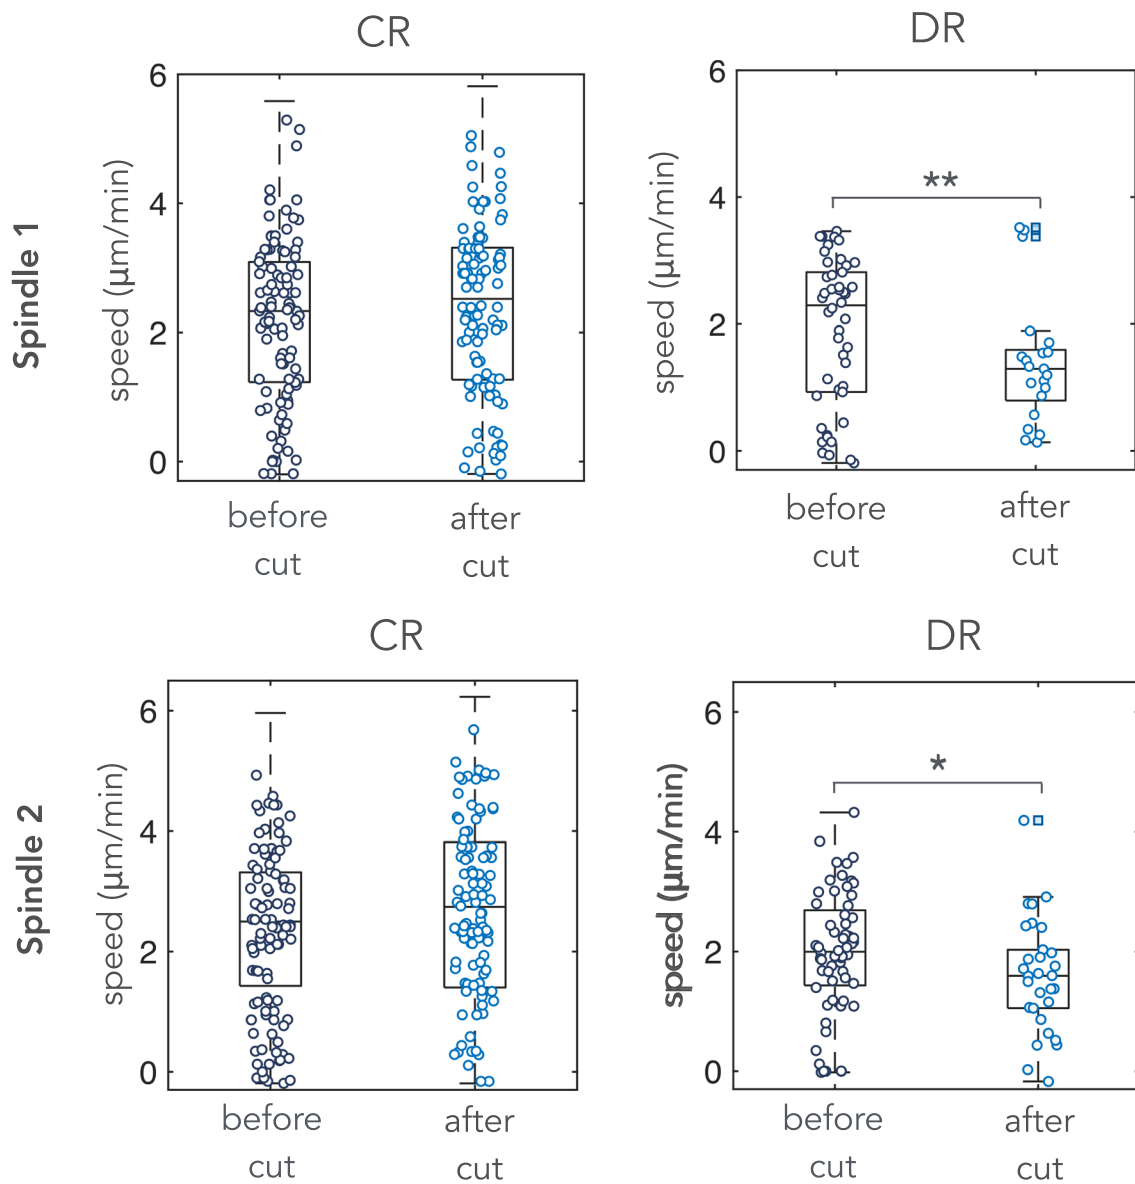 CR
DR
Spindle 1
speed (µm/min)
6
4
2
0
before
cut
after
cut
speed (µm/min)
6
4
2
0
**
before
cut
after
cut
CR
DR
Spindle 2
speed (µm/min)
6
4
2
0
before
cut
after
cut
speed (µm/min)
6
4
2
0
*
before
cut
after
cut